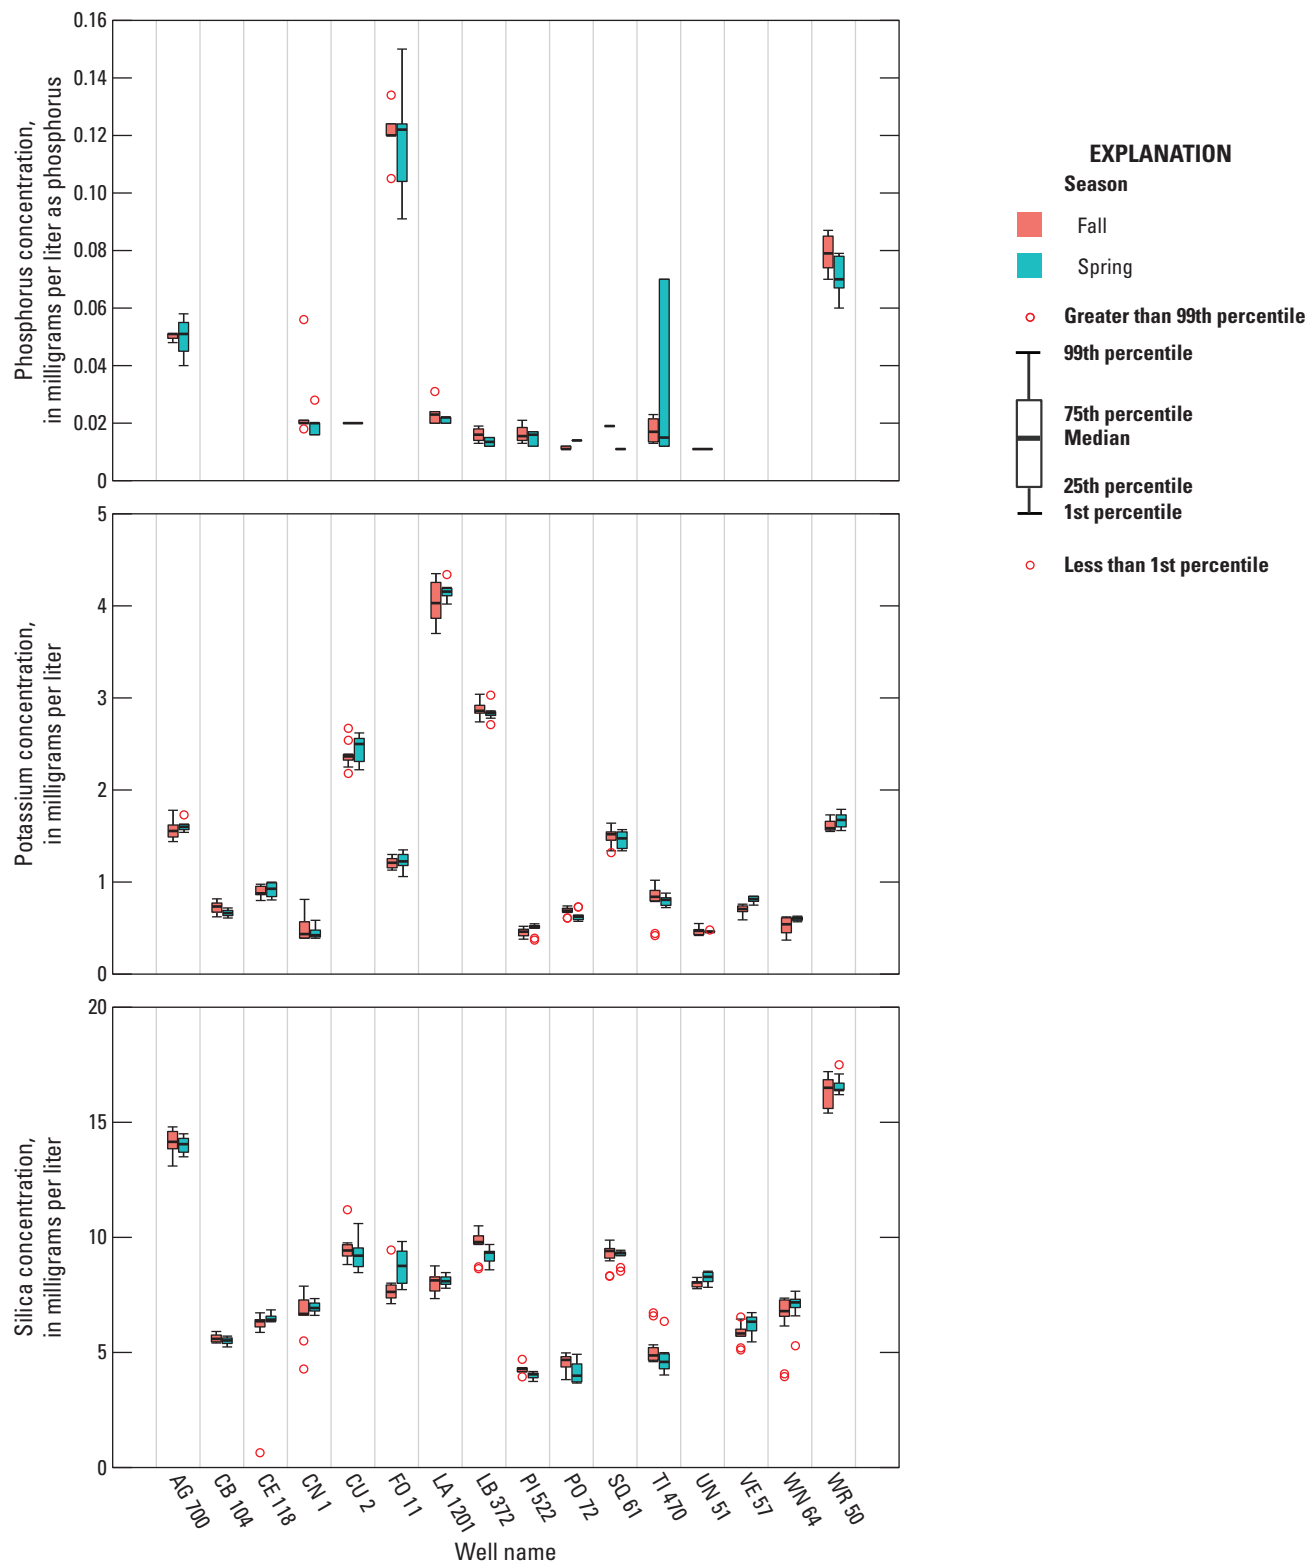 Phosphorus concentration,
in milligrams per liter as phosphorus
0.16
0.14
0.12
0.10
0.08
0.06
0.04
0.02
0
Potassium concentration,
in milligrams per liter
5
4
3
2
1
0
Silica concentration,
in milligrams per liter
20
15
10
5
0
AG 700
CB 104
CE 118
CN 1
CU 2
FO 11
LA 1201
LB 372
PI 522
PO 72
SQ 61
TI 470
UN 51
VE 57
WN 64
WR 50
Well name
EXPLANATION
Season
Fall
Spring
Greater than 99th percentile
99th percentile
75th percentile
Median
25th percentile
1st percentile
Less than 1st percentile